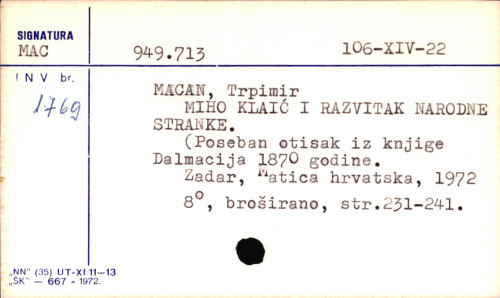 SIGNATURA
MAC
949.713
106-XIV-22
INV br.
1769
MACAN, Trpimir
MIHO KLAIĆ I RAZVITAK NARODNE
STRANKE.
(Poseban otisak iz knjige
Dalmacija 1870 godine.
Zadar, Matica hrvatska, 1972
8°, broširano, str.231-241.
„NN” (35) UT-XI 11—13
„ŠK” — 667 - 1972.